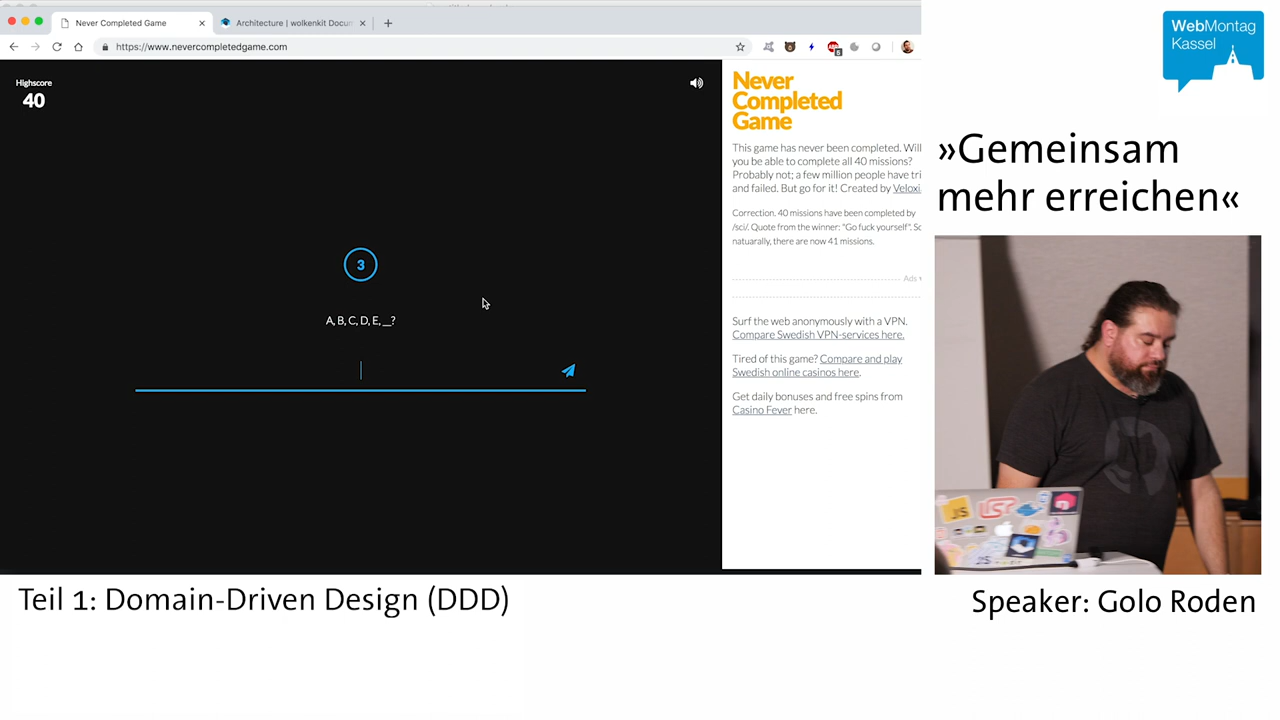 Never Completed Game
Architecture | wolkenkit Docum
https://www.nevercompletedgame.com
Highscore
40
3
A, B, C, D, E, __?
Never
Completed
Game
This game has never been completed. Will
you be able to complete all 40 missions?
Probably not; a few million people have tri
and failed. But go for it! Created by Veloxi
Correction. 40 missions have been completed by
/sci/. Quote from the winner: "Go fuck yourself". So
natuarally, there are now 41 missions.
Ads
Surf the web anonymously with a VPN.
Compare Swedish VPN-services here.
Tired of this game? Compare and play
Swedish online casinos here.
Get daily bonuses and free spins from
Casino Fever here.
WebMontag
Kassel
»Gemeinsam
mehr erreichen«
JS
Teil 1: Domain-Driven Design (DDD)
Speaker: Golo Roden